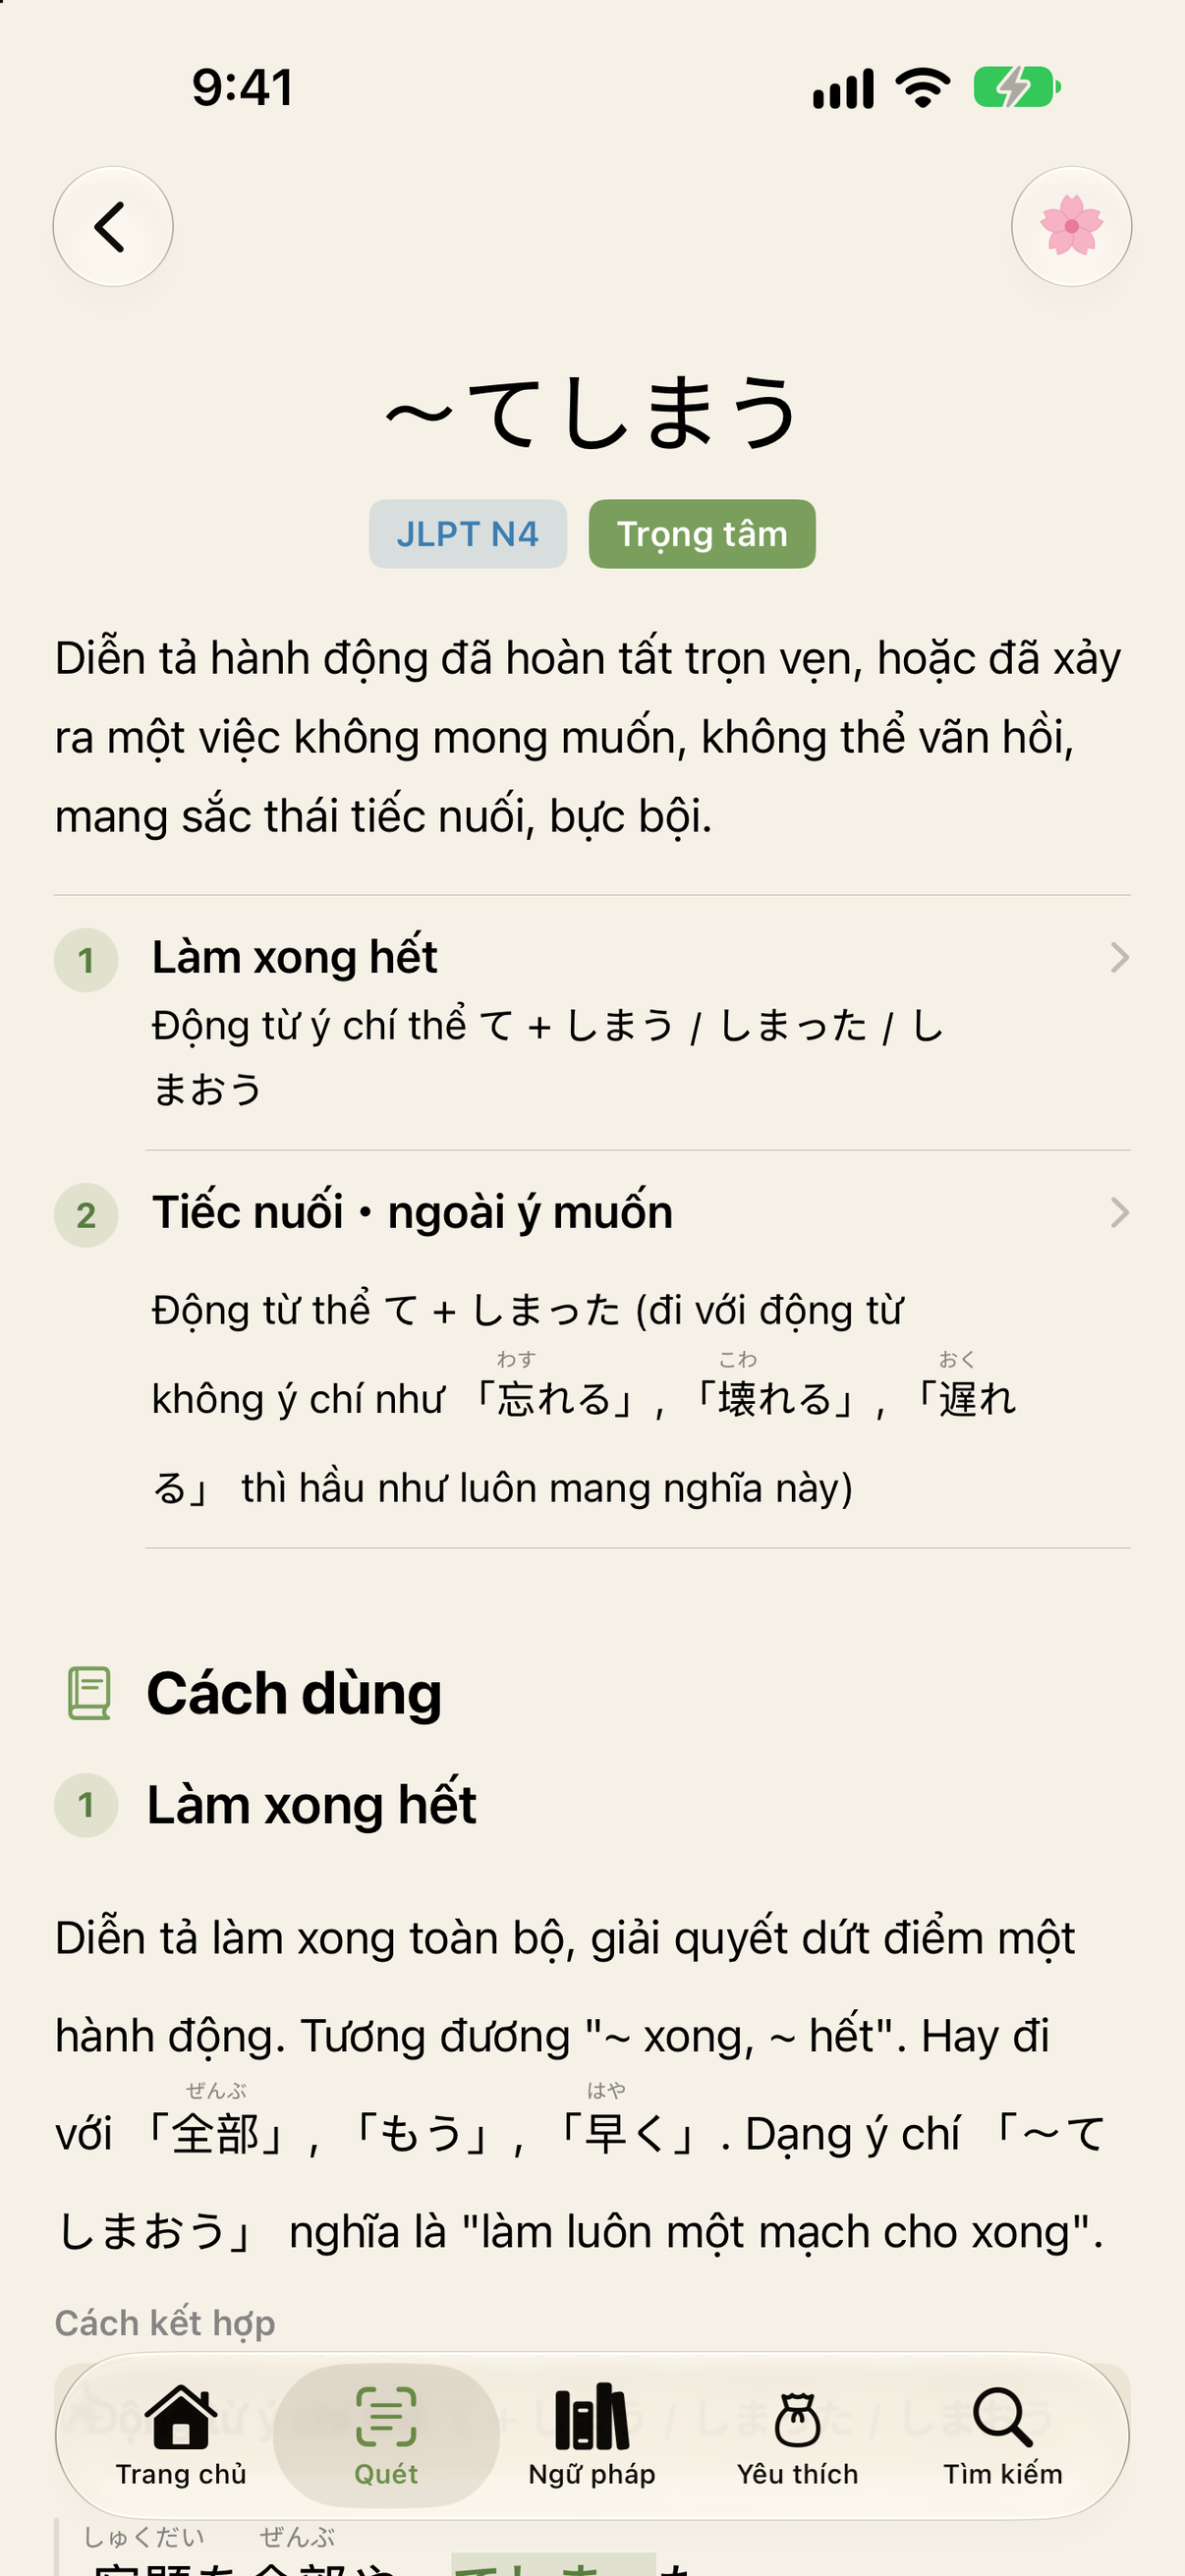 9:41
～てしまう
JLPT N4
Trọng tâm
Diễn tả hành động đã hoàn tất trọn vẹn, hoặc đã xảy
ra một việc không mong muốn, không thể vãn hồi,
mang sắc thái tiếc nuối, bực bội.
1
Làm xong hết
Động từ ý chí thể て + しまう / しまった / し
まおう
2
Tiếc nuối・ngoài ý muốn
Động từ thể て + しまった (đi với động từ
わす こわ おく
không ý chí như 「忘れる」, 「壊れる」, 「遅れ
る」 thì hầu như luôn mang nghĩa này)
Cách dùng
1
Làm xong hết
Diễn tả làm xong toàn bộ, giải quyết dứt điểm một
hành động. Tương đương "~ xong, ~ hết". Hay đi
ぜんぶ はや
với 「全部」, 「もう」, 「早く」. Dạng ý chí 「～て
しまおう」 nghĩa là "làm luôn một mạch cho xong".
Cách kết hợp
Trang chủ
Quét
Ngữ pháp
Yêu thích
Tìm kiếm
しゅくだい ぜんぶ